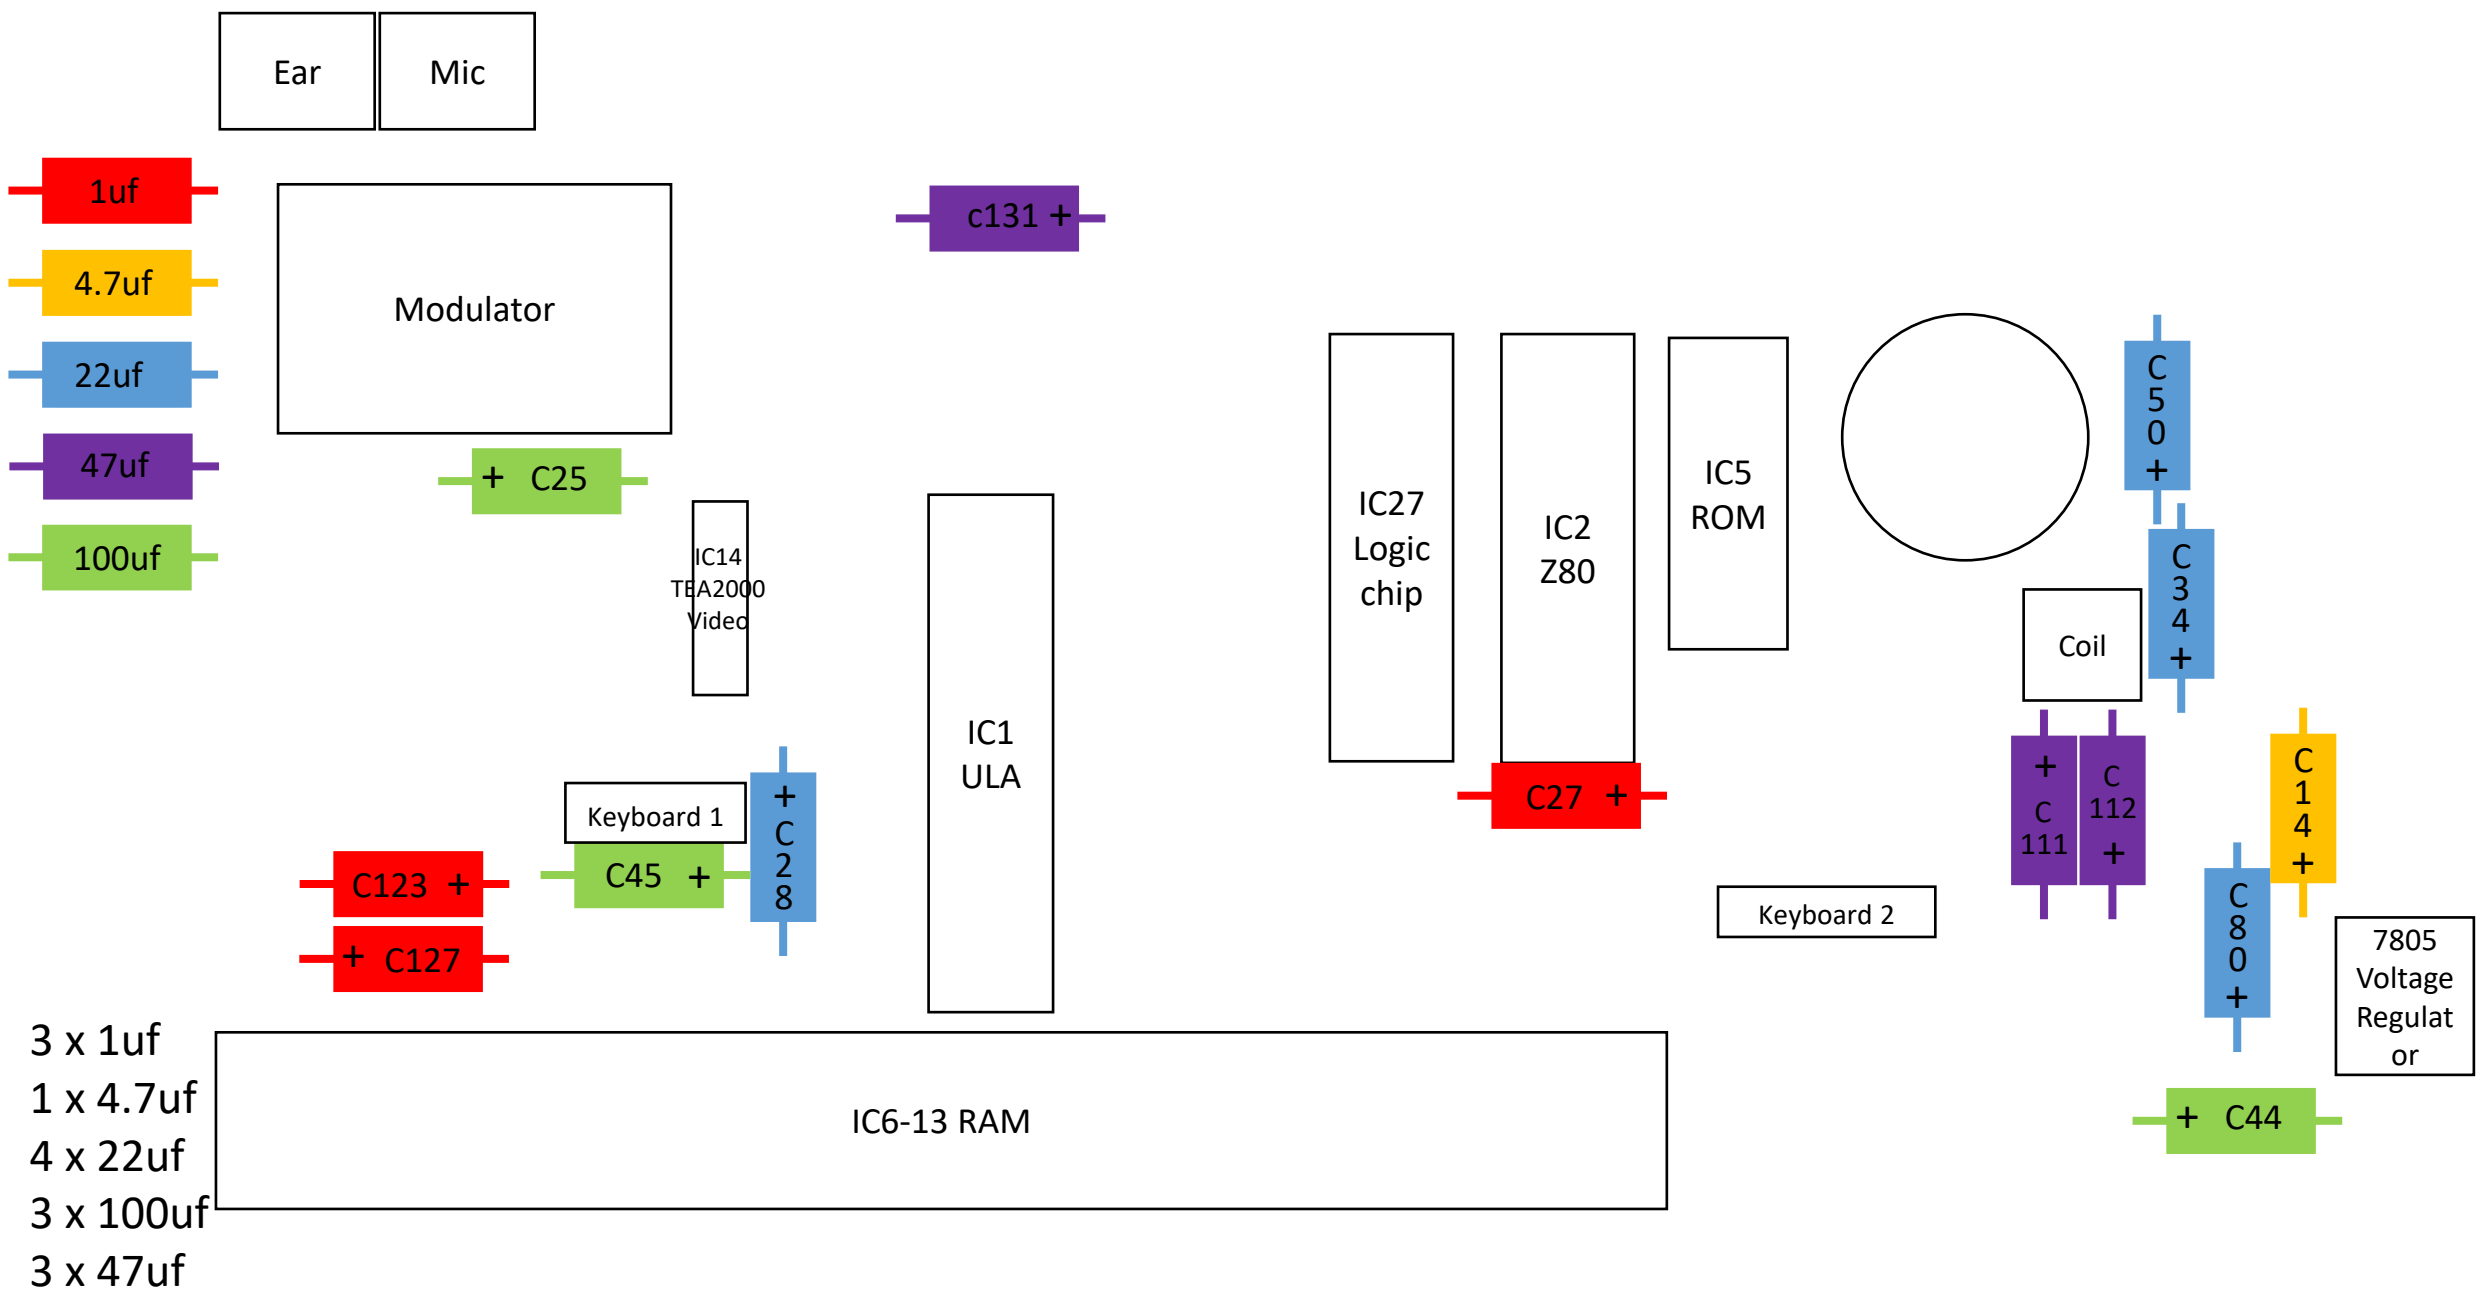 Ear
Mic
1uf
4.7uf
22uf
47uf
100uf
Modulator
c131 +
+ C25
IC14
TEA2000
Video
IC1
ULA
IC27
Logic
chip
IC2
Z80
IC5
ROM
C
5
0
+
C
3
4
+
Coil
+
C
111
C
112
+
C
1
4
+
C
8
0
+
7805
Voltage
Regulat
or
+ C44
C27 +
Keyboard 2
Keyboard 1
C45 +
+
C
2
8
C123 +
+ C127
IC6-13 RAM
3 x 1uf
1 x 4.7uf
4 x 22uf
3 x 100uf
3 x 47uf